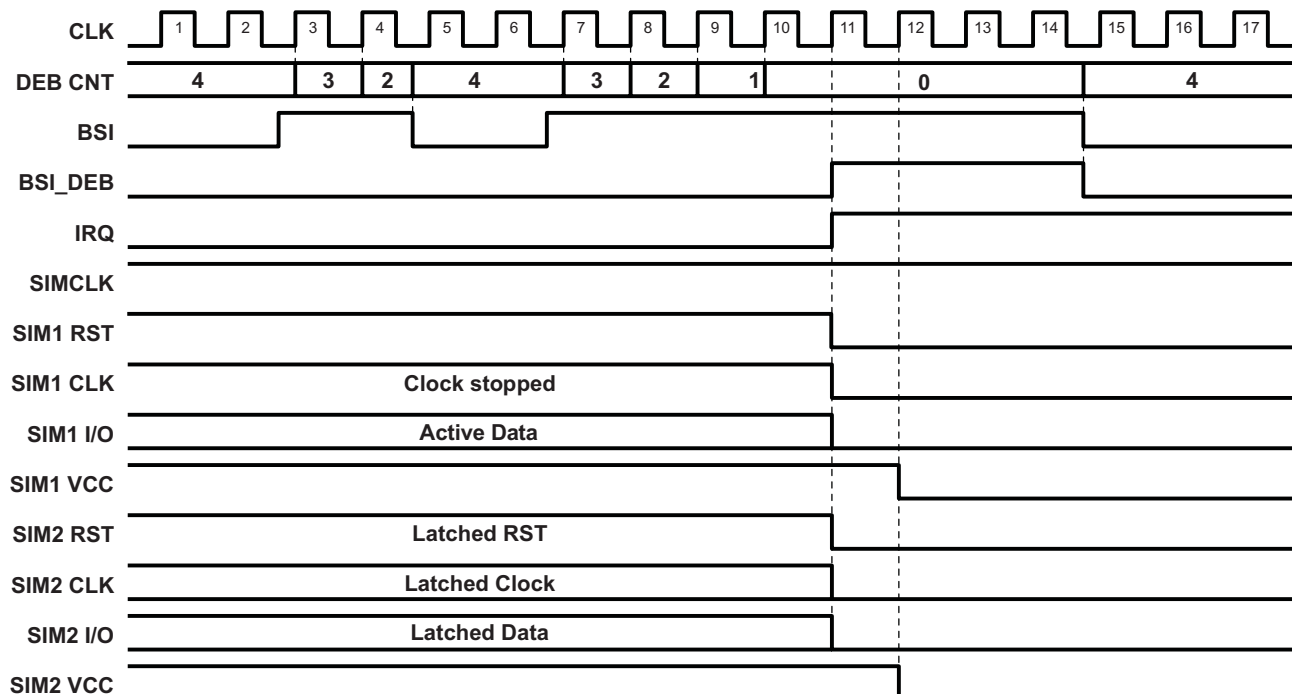 CLK 1 2 3 4 5 6 7 8 9 10 11 12 13 14 15 16 17
DEB CNT 4 3 2 4 3 2 1 0 4
BSI
BSI_DEB
IRQ
SIMCLK
SIM1 RST
SIM1 CLK Clock stopped
SIM1 I/O Active Data
SIM1 VCC
SIM2 RST Latched RST
SIM2 CLK Latched Clock
SIM2 I/O Latched Data
SIM2 VCC